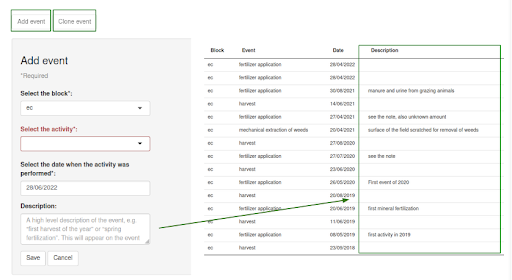 Add event
Clone event
Add event
*Required
Select the block*:
ec
Select the activity*:
Select the date when the activity was
performed*:
28/06/2022
Description:
A high level description of the event, e.g
"first harvest of the year" or "spring
fertilization". This will appear on the event
Save
Cancel
Block Event Date Description
ec fertilizer application 28/04/2022
ec fertilizer application 28/04/2022
ec fertilizer application 30/08/2021 manure and urine from grazing animals
ec harvest 14/06/2021
ec fertilizer application 27/04/2021 see the note, also unknown amount
ec mechanical extraction of weeds 20/04/2021 surface of the field scratched for removal of weeds
ec harvest 27/08/2020
ec fertilizer application 27/07/2020 see the note
ec harvest 23/06/2020
ec fertilizer application 26/05/2020 First event of 2020
ec harvest 20/08/2019
ec fertilizer application 20/06/2019 first mineral fertilization
ec harvest 11/06/2019
ec fertilizer application 08/05/2019 first activity in 2019
ec harvest 23/09/2018